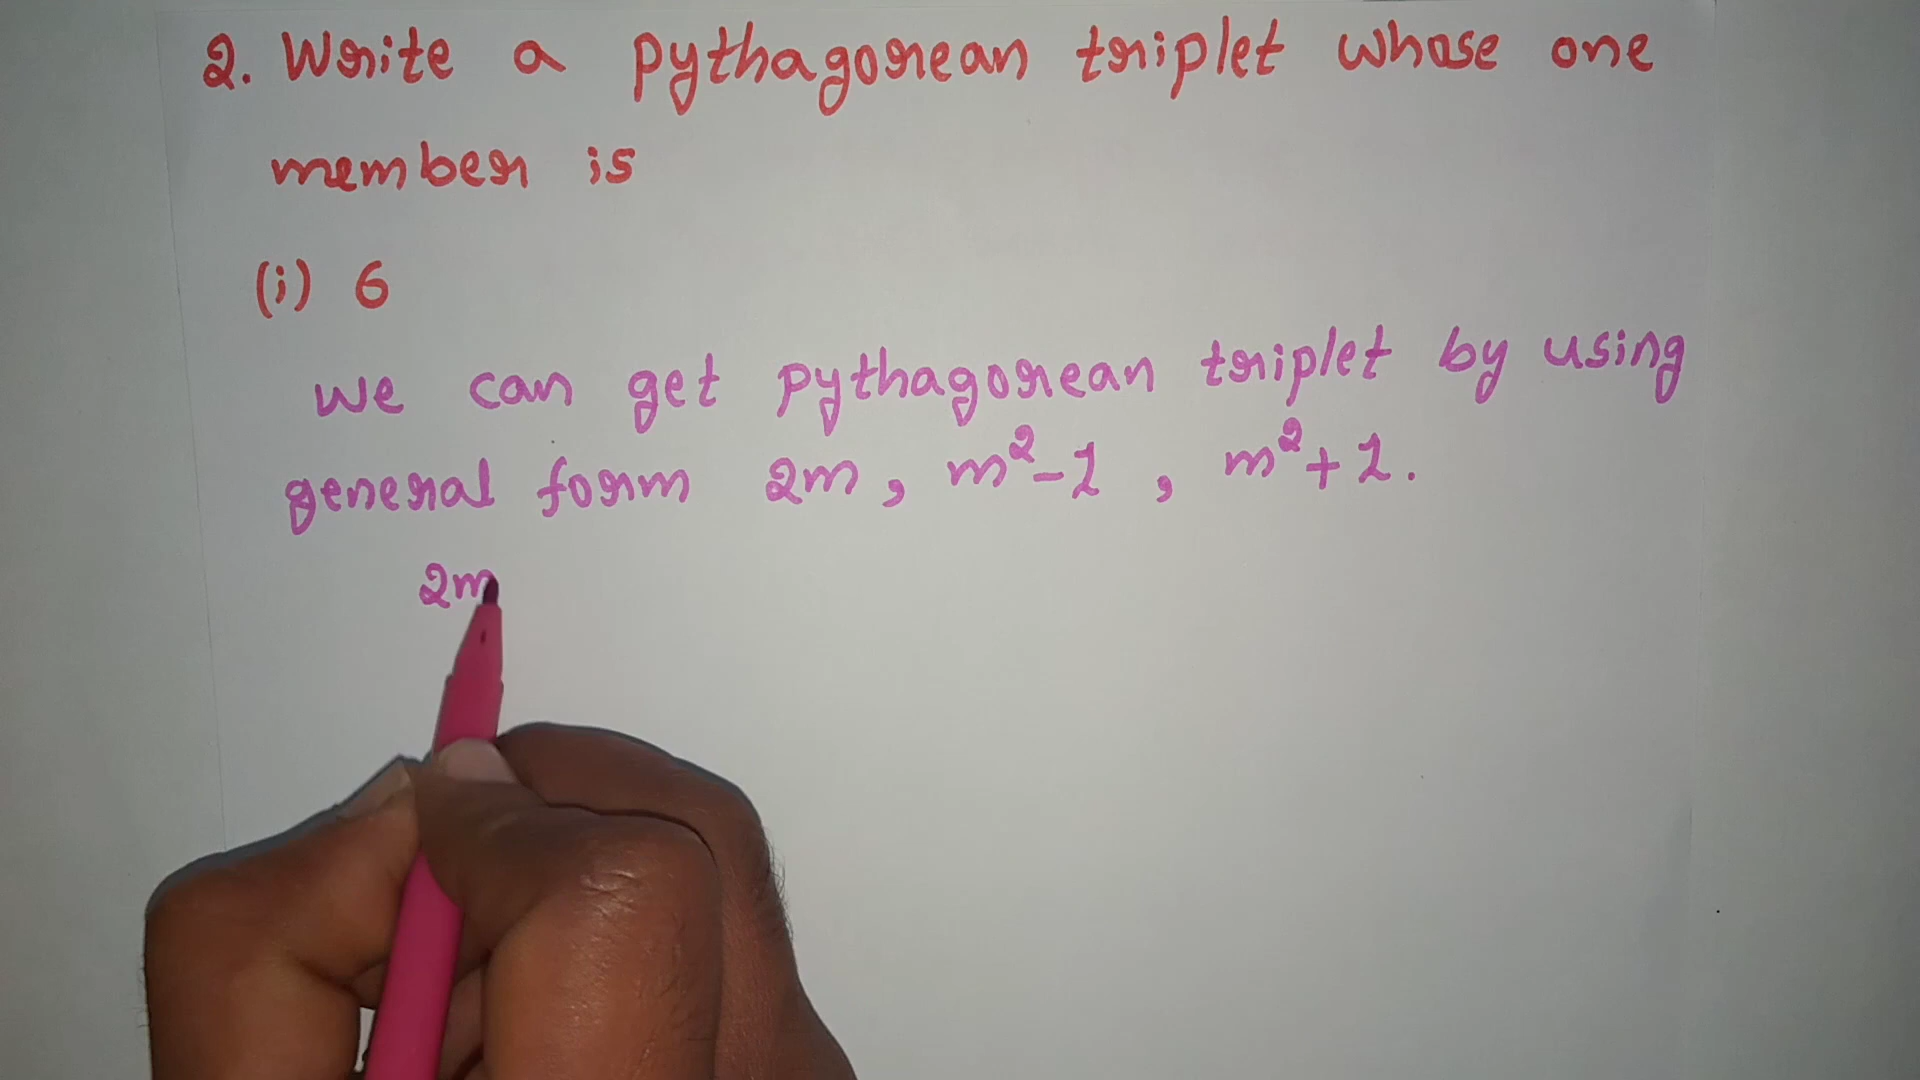 2. Write a pythagorean triplet whose one
member is
(i) 6
we can get pythagorean triplet by using
general form 2m, m²-1, m²+1.
2m